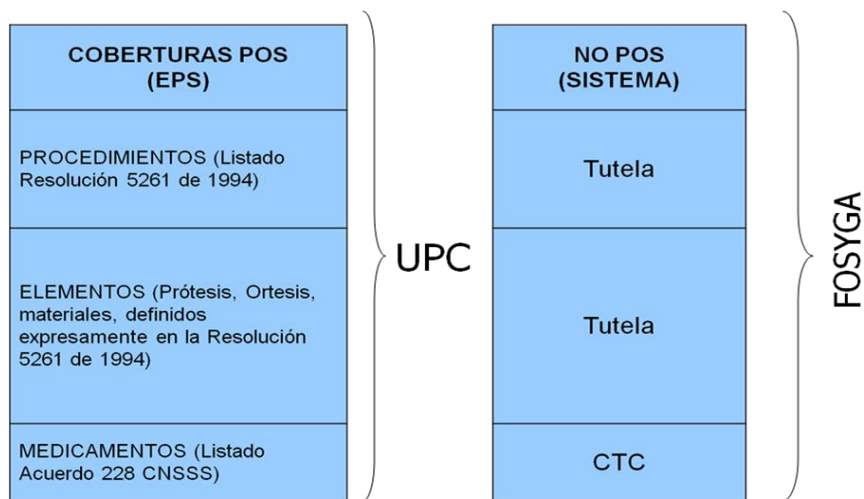 COBERTURAS POS
(EPS)
PROCEDIMIENTOS (Listado
Resolución 5261 de 1994)
ELEMENTOS (Prótesis, Ortesis,
materiales, definidos
expresamente en la Resolución
5261 de 1994)
MEDICAMENTOS (Listado
Acuerdo 228 CNSSS)
UPC
NO POS
(SISTEMA)
Tutela
Tutela
CTC
FOSYGA